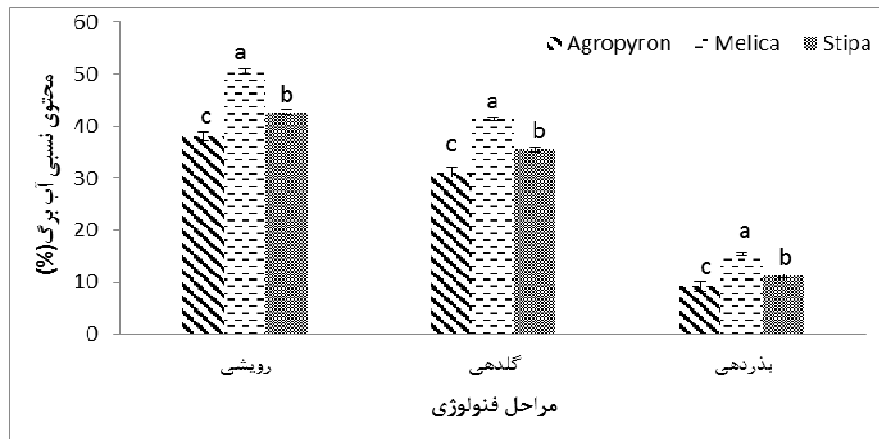 60
50
40
30
20
10
0
محتوی نسبی آب برگ(%)
Agropyron Melica Stipa
c a b
c a b
c a b
رویشی گلدهی بذردهی
مراحل فنولوژی